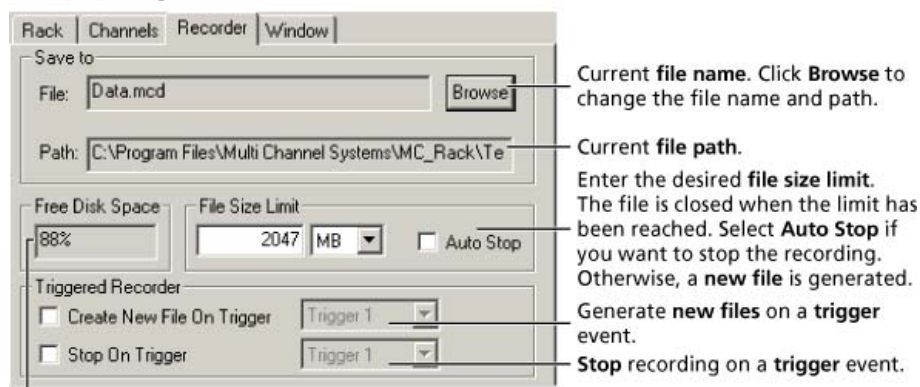 Rack Channels Recorder Window
Save to
File: Data.mcd Browse
Path: C:\Program Files\Multi Channel Systems\MC_Rack\Te
Free Disk Space File Size Limit
88% 2047 MB Auto Stop
Triggered Recorder
Create New File On Trigger Trigger 1
Stop On Trigger Trigger 1
Current file name. Click Browse to
change the file name and path.
Current file path.
Enter the desired file size limit.
The file is closed when the limit has
been reached. Select Auto Stop if
you want to stop the recording.
Otherwise, a new file is generated.
Generate new files on a trigger
event.
Stop recording on a trigger event.